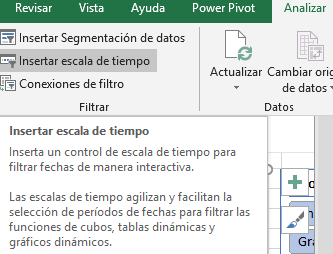 Revisar Vista Ayuda Power Pivot Analizar
Insertar Segmentación de datos
Insertar escala de tiempo
Conexiones de filtro
Filtrar
Actualizar
Cambiar orig
de datos
Datos
Insertar escala de tiempo
Inserta un control de escala de tiempo para
filtrar fechas de manera interactiva.
Las escalas de tiempo agilizan y facilitan la
selección de períodos de fechas para filtrar las
funciones de cubos, tablas dinámicas y
gráficos dinámicos.
Gra